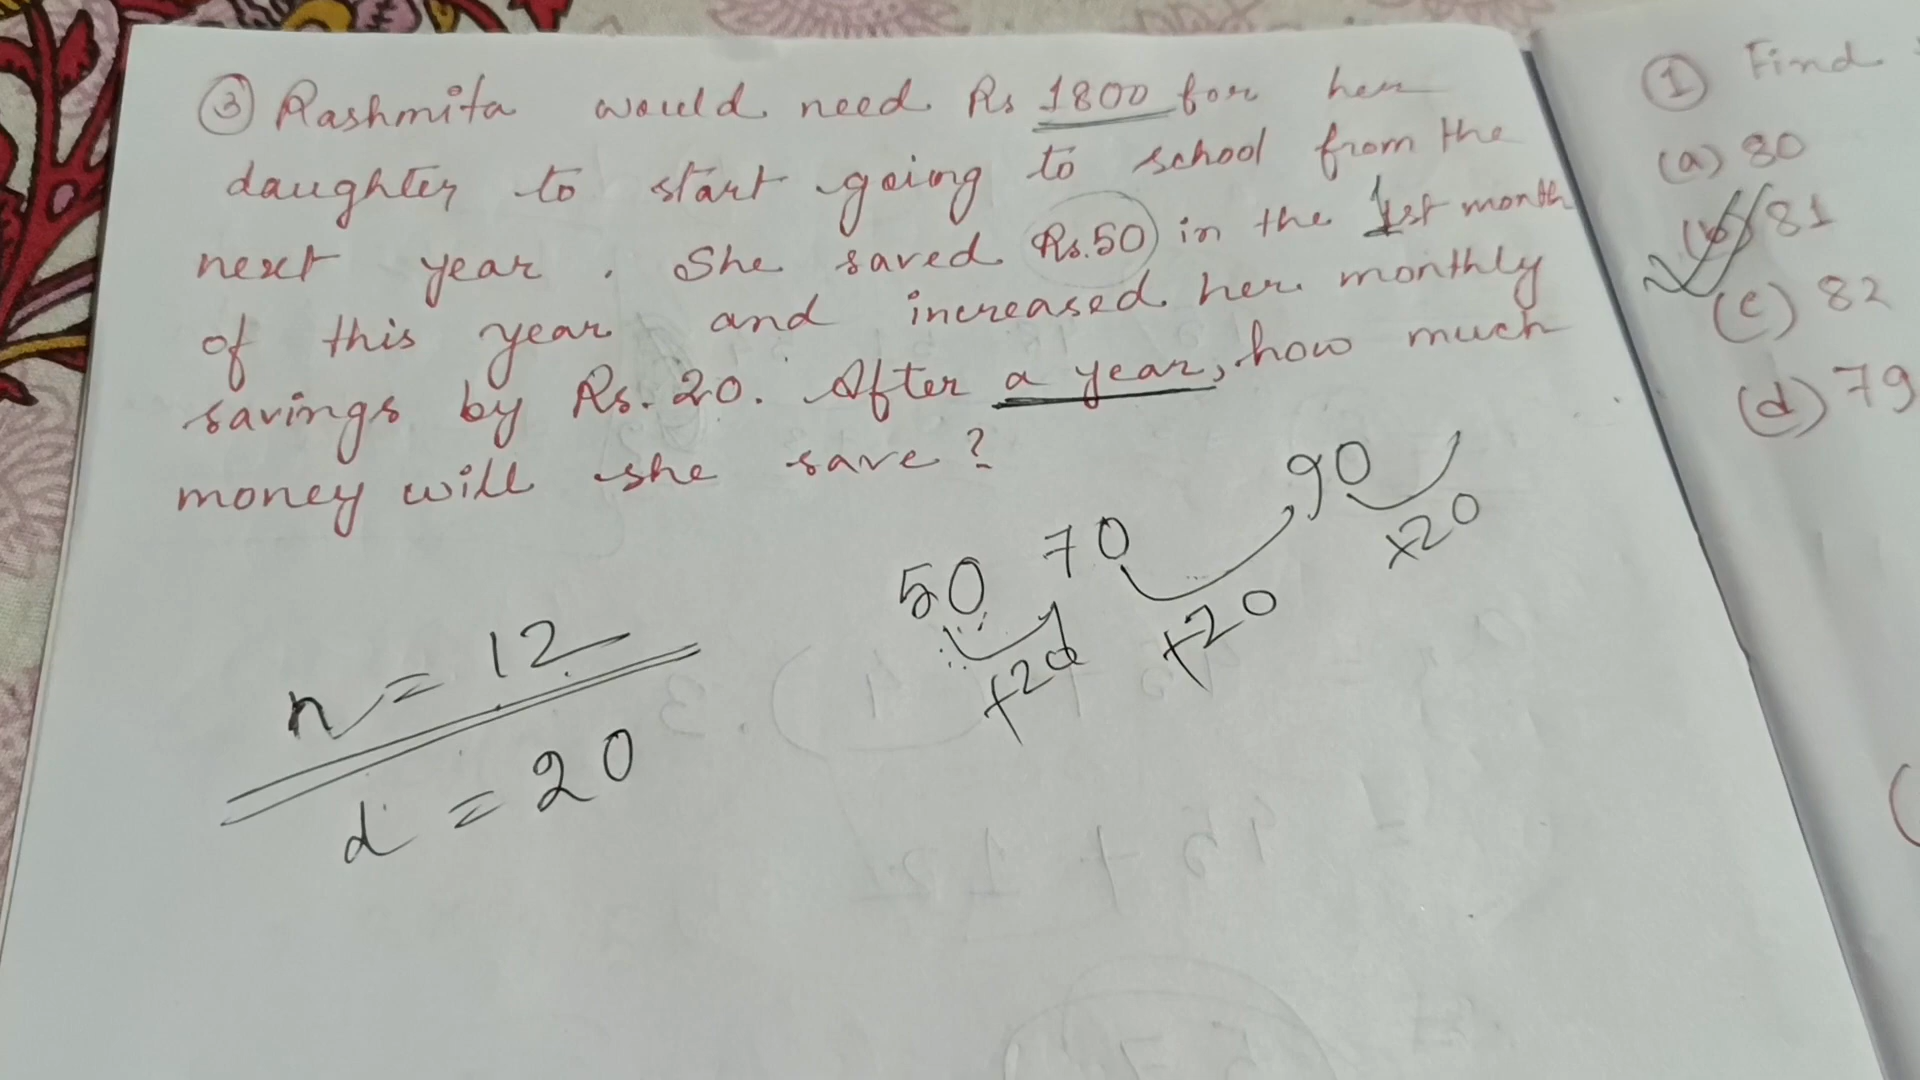 ③ Rashmita would need Rs 1800 for her
daughter to start going to school from the
next year. She saved Rs.50 in the 1st month
of this year and increased her monthly
savings by Rs. 20. After a year, how much
money will she save?
50 70 90
+20 +20 +20
n = 12
d = 20
① Find
(a) 80
(b) 81
(c) 82
(d) 79